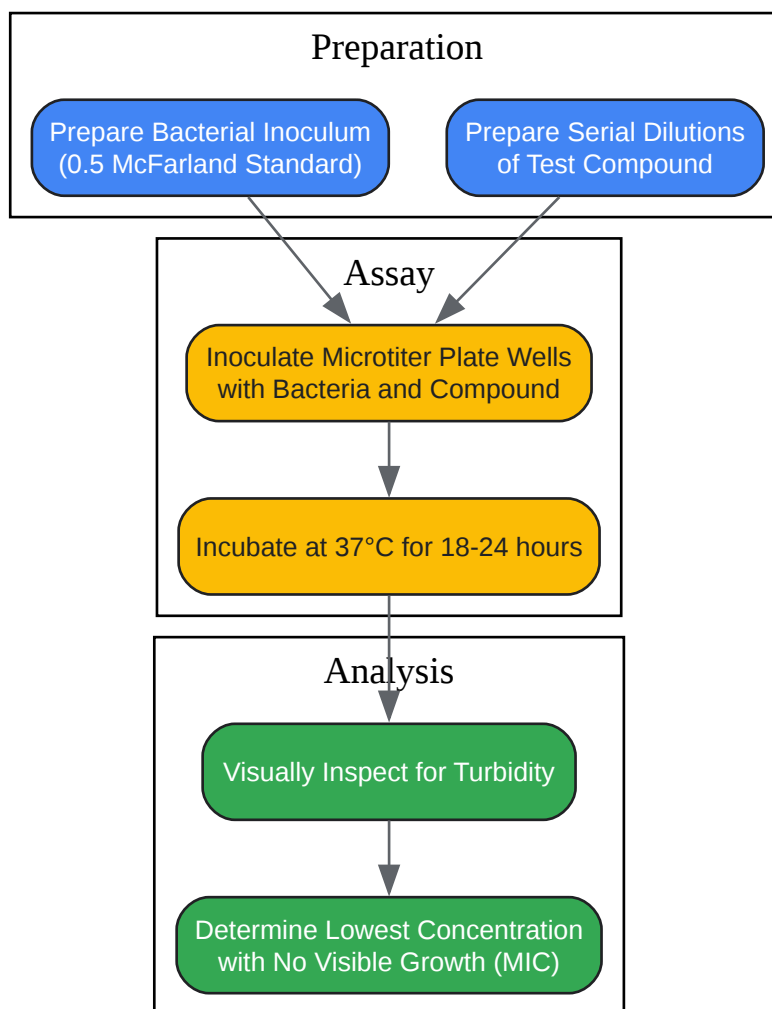 Preparation
Prepare Bacterial Inoculum
(0.5 McFarland Standard)
Prepare Serial Dilutions
of Test Compound
Assay
Inoculate Microtiter Plate Wells
with Bacteria and Compound
Incubate at 37°C for 18-24 hours
Analysis
Visually Inspect for Turbidity
Determine Lowest Concentration
with No Visible Growth (MIC)